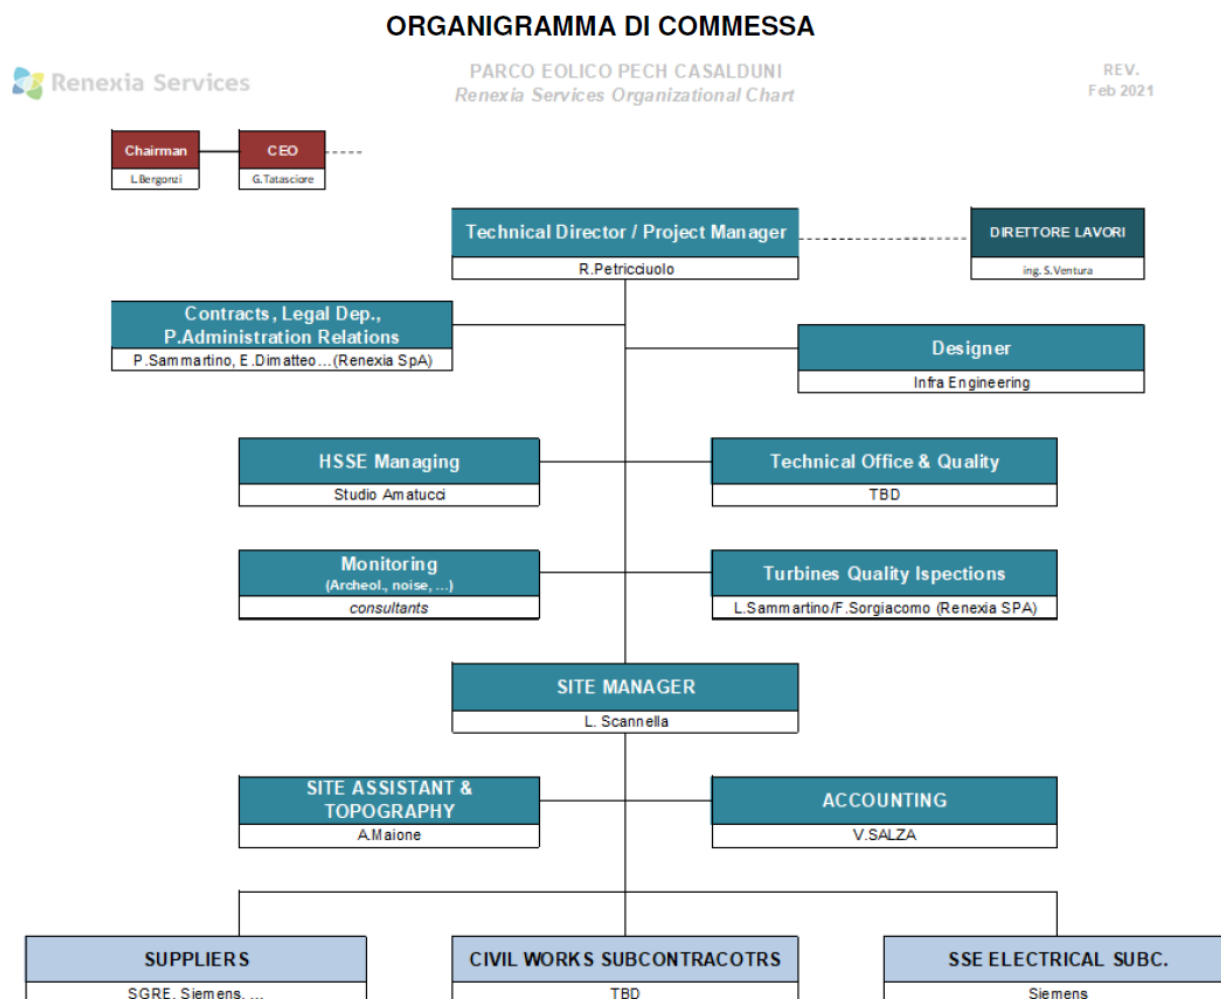 ORGANIGRAMMA DI COMMESSA
Renexia Services
PARCO EOLICO PECH CASALDUNI
Renexia Services Organizational Chart
REV.
Feb 2021
Chairman
L.Bergonzi
CEO
G.Tatasciore
Technical Director / Project Manager
R.Petricciuolo
DIRETTORE LAVORI
ing. S.Ventura
Contracts, Legal Dep.,
P.Administration Relations
P.Sammartino, E.Dimatteo...(Renexia SpA)
Designer
Infra Engineering
HSSE Managing
Studio Amatucci
Technical Office & Quality
TBD
Monitoring
(Archeol., noise, ...)
consultants
Turbines Quality Ispections
L.Sammartino/F.Sorgiacomo (Renexia SPA)
SITE MANAGER
L. Scannella
SITE ASSISTANT &
TOPOGRAPHY
A.Maione
ACCOUNTING
V.SALZA
SUPPLIERS
SGRE, Siemens, ...
CIVIL WORKS SUBCONTRACOTRS
TBD
SSE ELECTRICAL SUBC.
Siemens